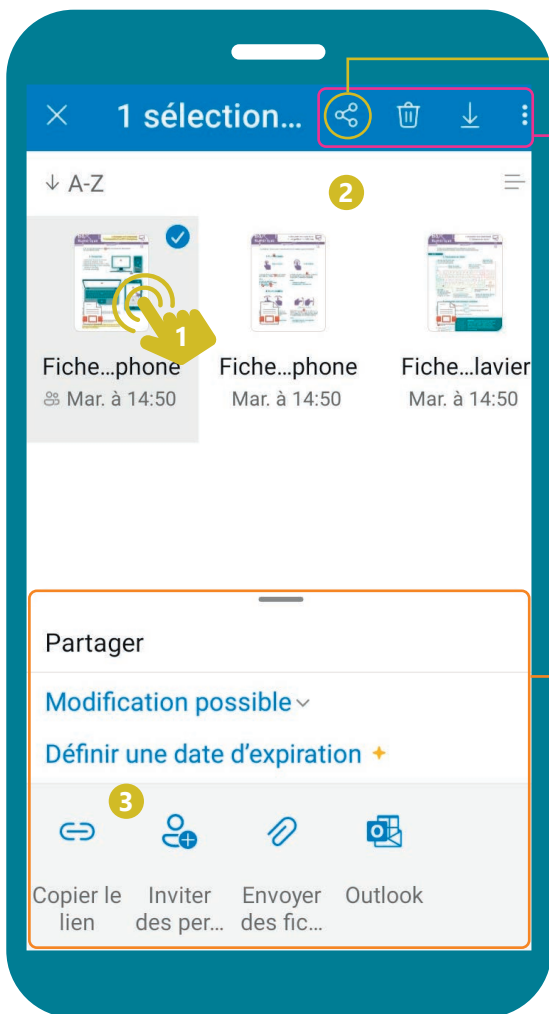 1 sélection...
A-Z
2
1
Fiche...phone
Fiche...phone
Fiche...lavier
Mar. à 14:50
Mar. à 14:50
Mar. à 14:50
Partager
Modification possible
Définir une date d'expiration
3
Copier le
lien
Inviter
des per...
Envoyer
des fic...
Outlook